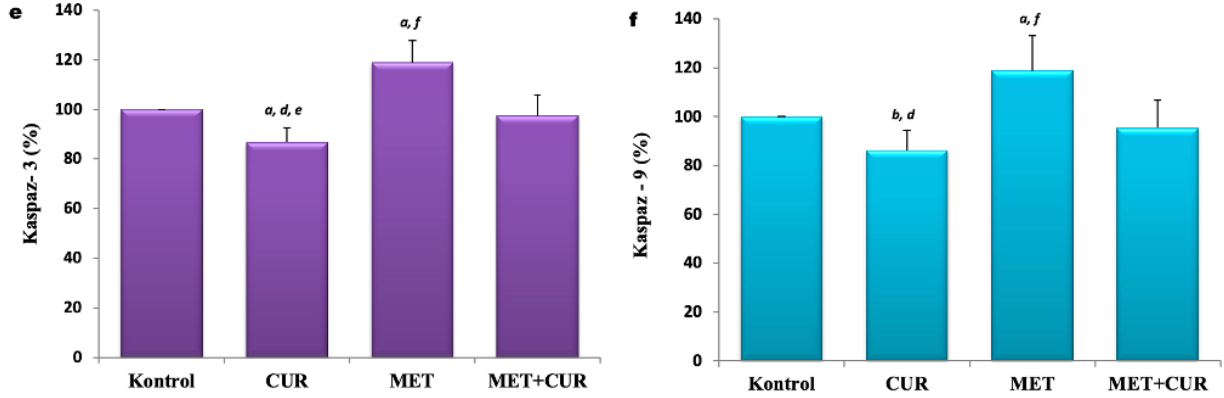 e
Kaspaz- 3 (%)
140
120
100
80
60
40
20
0
a, d, e
a, f
Kontrol CUR MET MET+CUR
f
Kaspaz - 9 (%)
140
120
100
80
60
40
20
0
b, d
a, f
Kontrol CUR MET MET+CUR